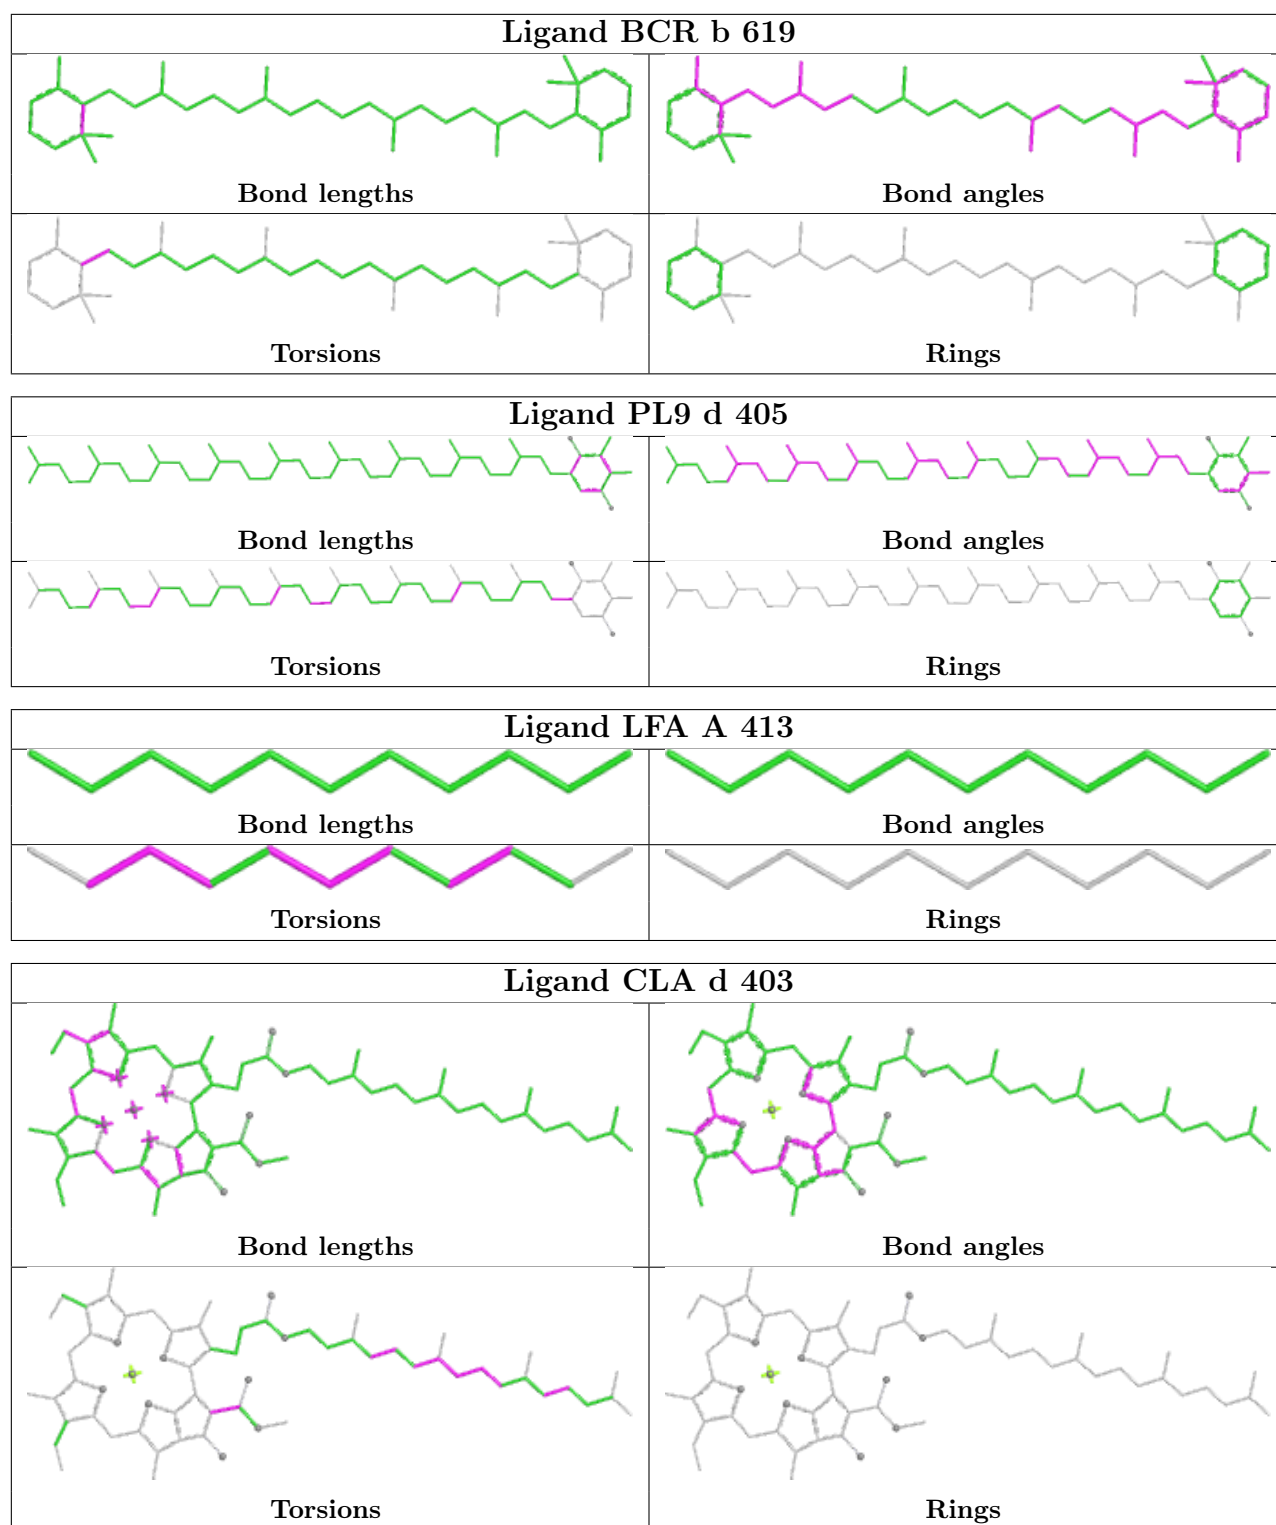 Ligand BCR b 619
Bond lengths
Bond angles
Torsions
Rings
Ligand PL9 d 405
Bond lengths
Bond angles
Torsions
Rings
Ligand LFA A 413
Bond lengths
Bond angles
Torsions
Rings
Ligand CLA d 403
Bond lengths
Bond angles
Torsions
Rings